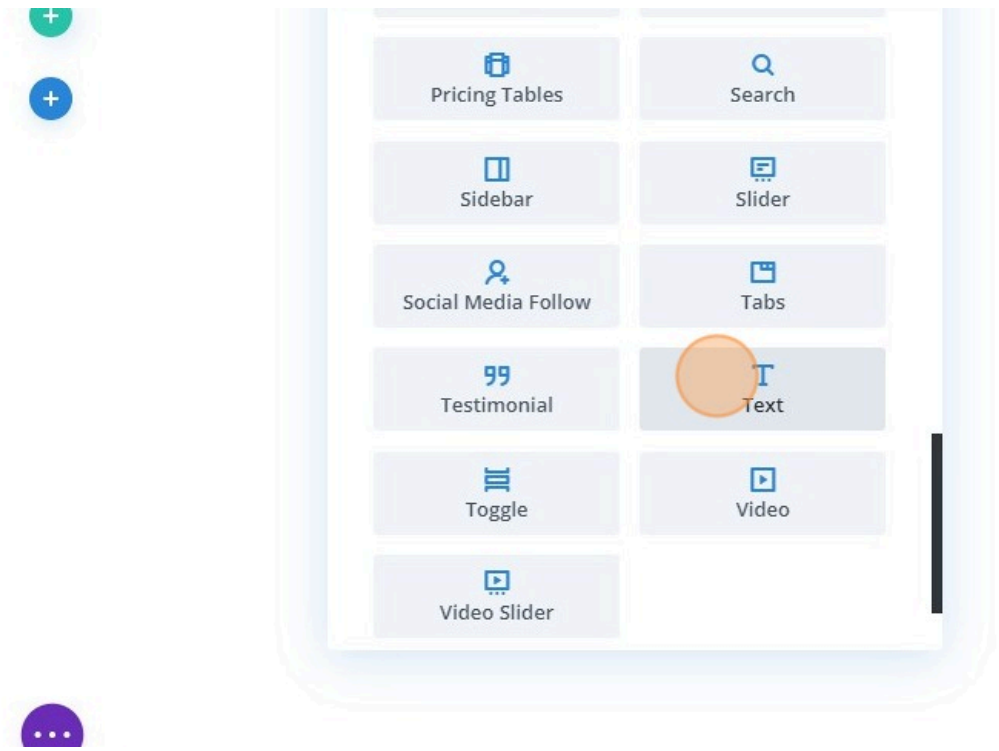 Pricing Tables
Search
Sidebar
Slider
Social Media Follow
Tabs
Testimonial
Text
Toggle
Video
Video Slider